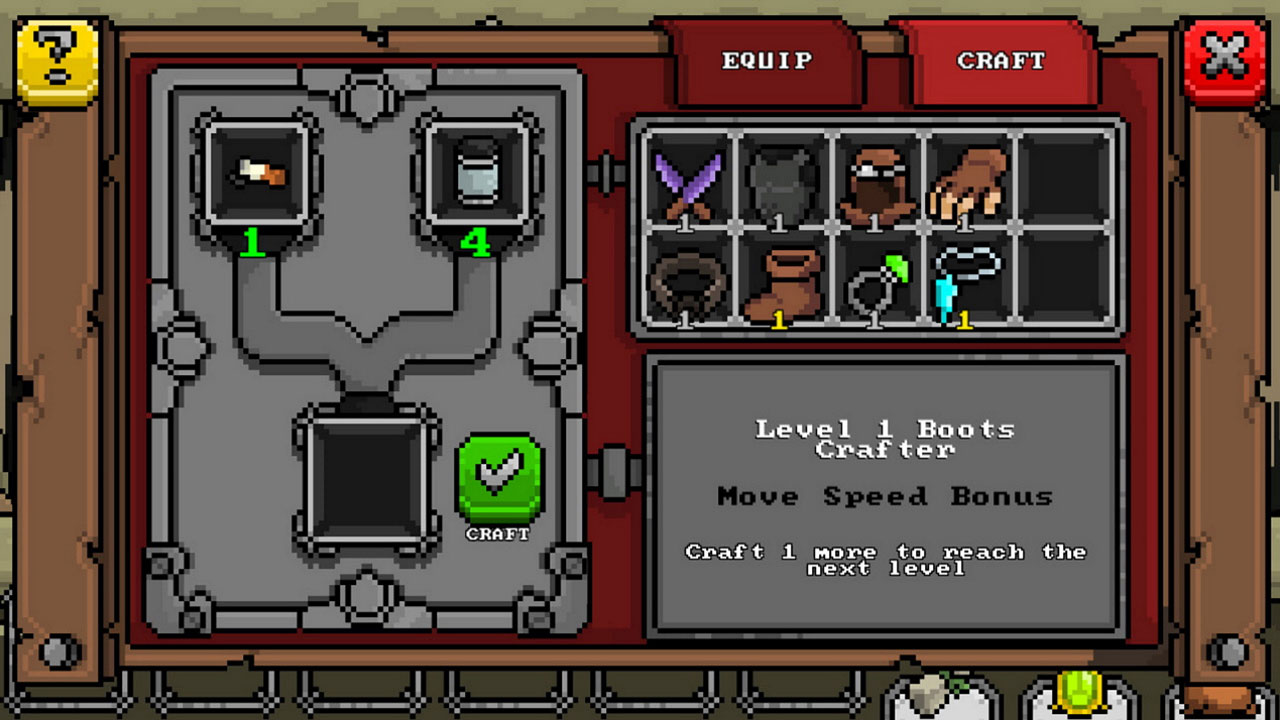 ?
EQUIP
CRAFT
1
4
1
1
1
1
1
1
1
1
CRAFT
Level 1 Boots
Crafter
Move Speed Bonus
Craft 1 more to reach the
next level